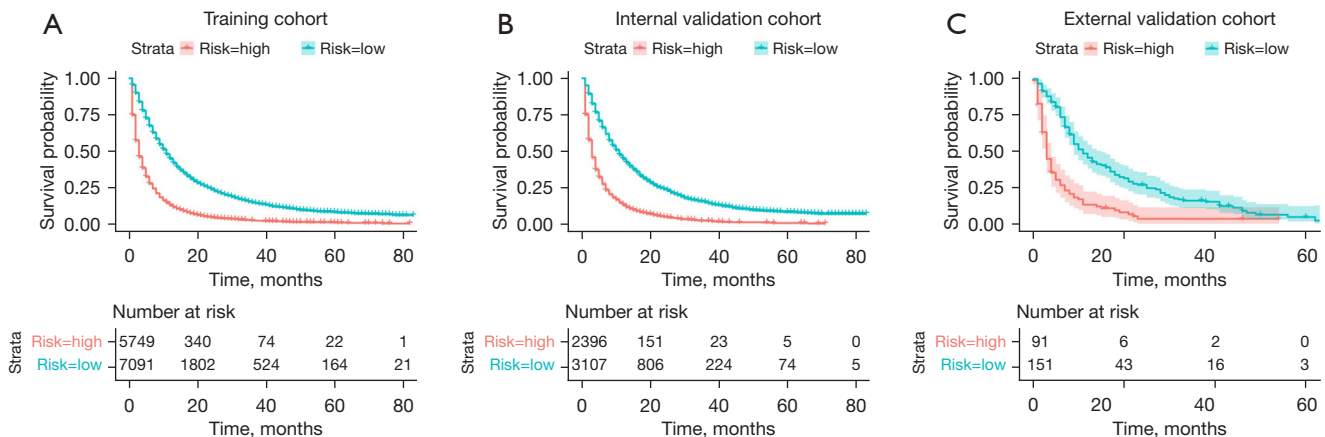 A Training cohort
Strata Risk=high Risk=low
Survival probability
1.00
0.75
0.50
0.25
0.00
0 20 40 60 80
Time, months
Number at risk
Strata
Risk=high 5749 340 74 22 1
Risk=low 7091 1802 524 164 21
0 20 40 60 80
Time, months
B Internal validation cohort
Strata Risk=high Risk=low
Survival probability
1.00
0.75
0.50
0.25
0.00
0 20 40 60 80
Time, months
Number at risk
Strata
Risk=high 2396 151 23 5 0
Risk=low 3107 806 224 74 5
0 20 40 60 80
Time, months
C External validation cohort
Strata Risk=high Risk=low
Survival probability
1.00
0.75
0.50
0.25
0.00
0 20 40 60
Time, months
Number at risk
Strata
Risk=high 91 6 2 0
Risk=low 151 43 16 3
0 20 40 60
Time, months